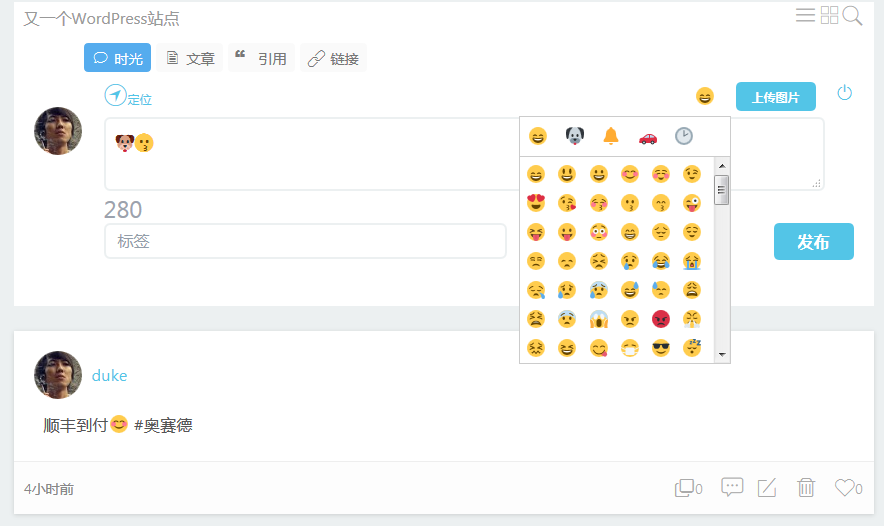 又一个WordPress站点
时光 文章 引用 链接
定位 上传图片
280
标签
发布
duke
顺丰到付😊 #奥赛德
4小时前 0 0